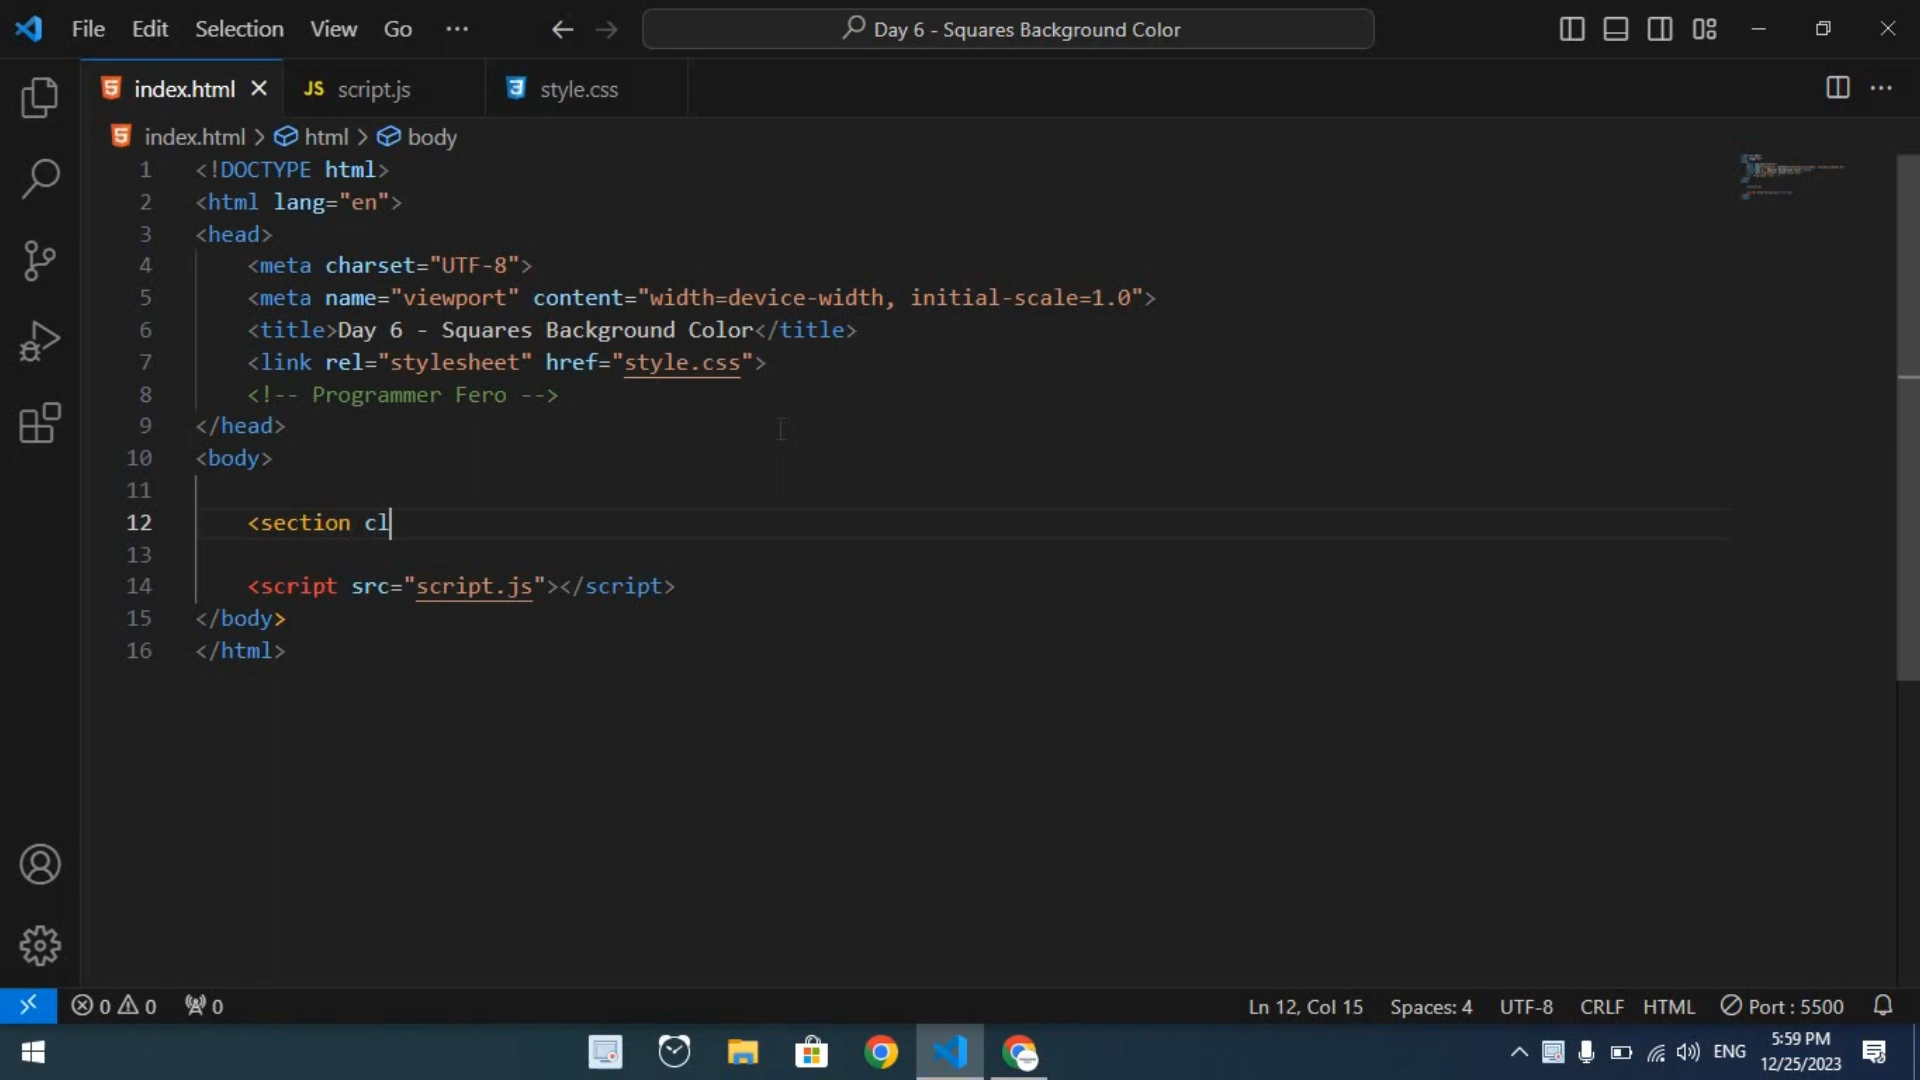 File Edit Selection View Go ···
Day 6 - Squares Background Color
index.html
JS script.js
style.css
index.html > html > body
1 <!DOCTYPE html>
2 <html lang="en">
3 <head>
4 <meta charset="UTF-8">
5 <meta name="viewport" content="width=device-width, initial-scale=1.0">
6 <title>Day 6 - Squares Background Color</title>
7 <link rel="stylesheet" href="style.css">
8 <!-- Programmer Fero -->
9 </head>
10 <body>
11
12 <section cl
13
14 <script src="script.js"></script>
15 </body>
16 </html>
0 0 0
Ln 12, Col 15 Spaces: 4 UTF-8 CRLF HTML Port : 5500
ENG
5:59 PM
12/25/2023